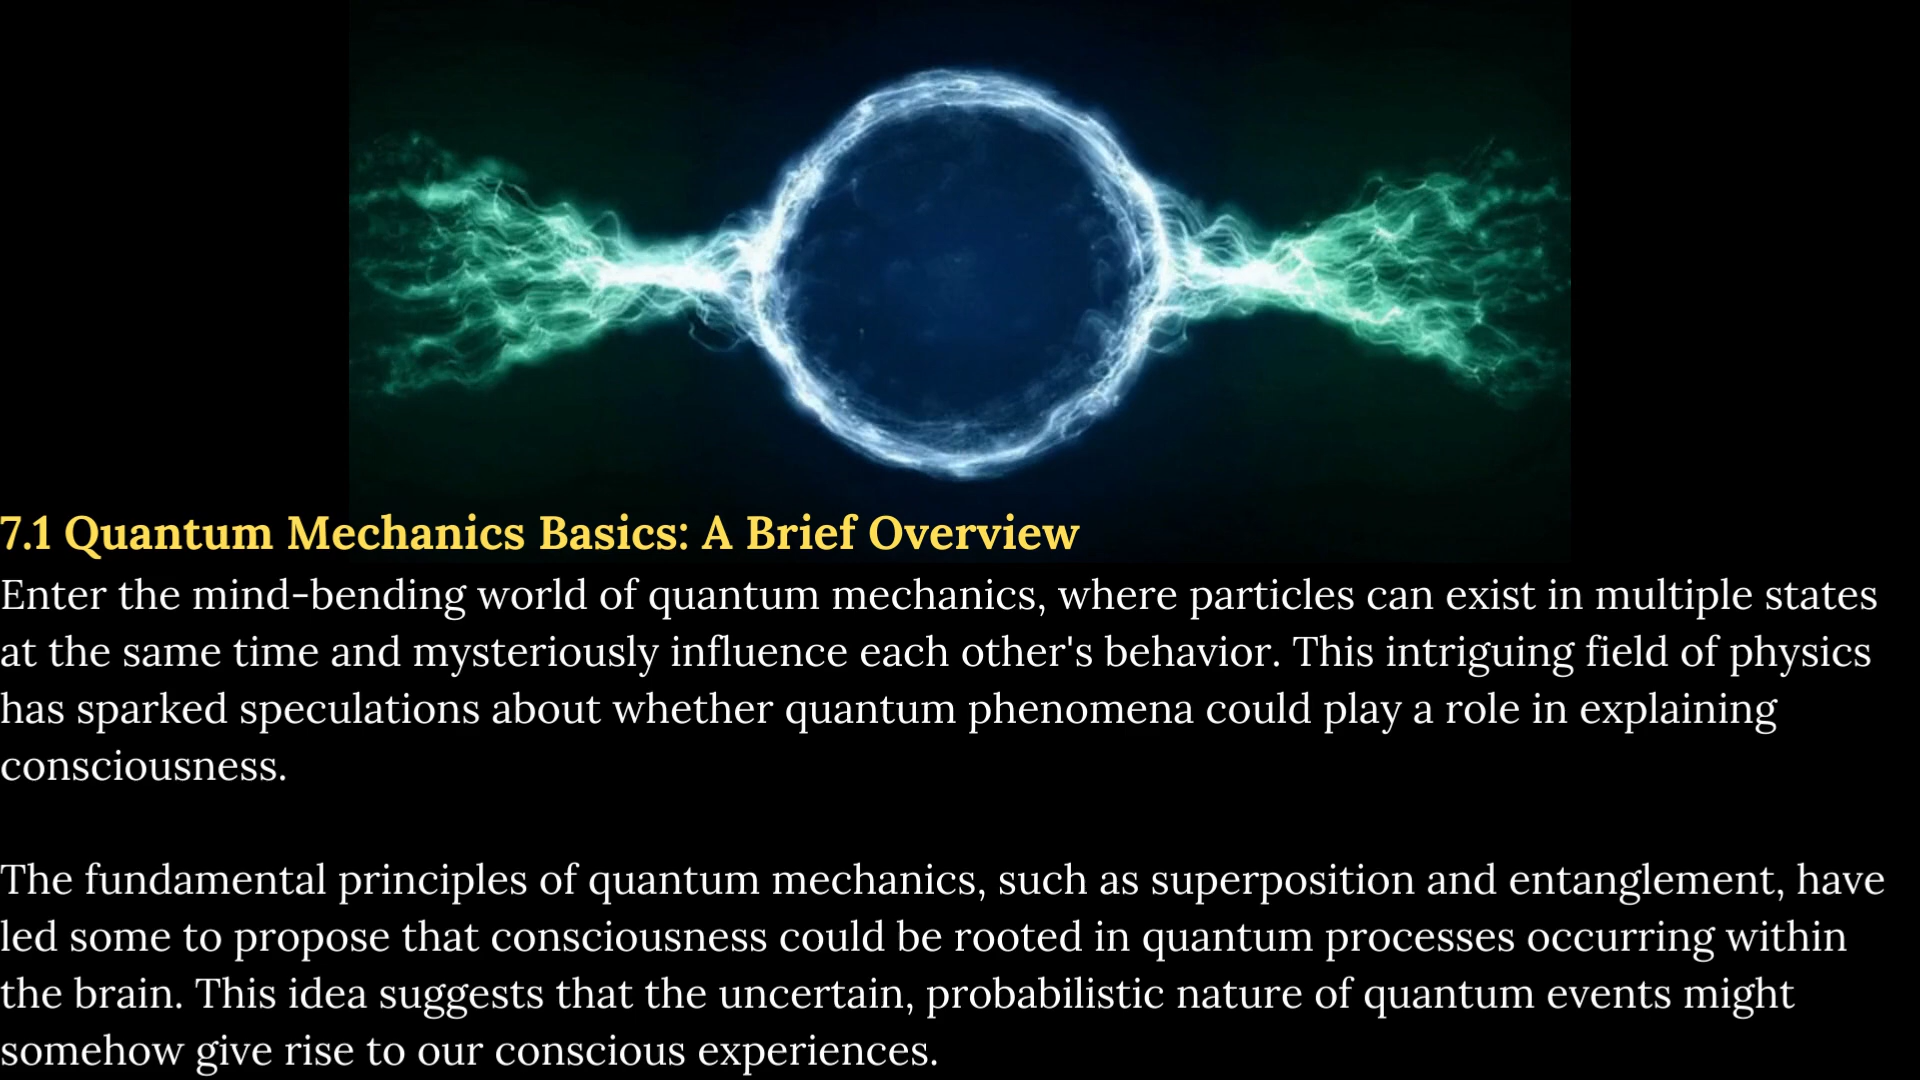 7.1 Quantum Mechanics Basics: A Brief Overview
Enter the mind-bending world of quantum mechanics, where particles can exist in multiple states
at the same time and mysteriously influence each other's behavior. This intriguing field of physics
has sparked speculations about whether quantum phenomena could play a role in explaining
consciousness.
The fundamental principles of quantum mechanics, such as superposition and entanglement, have
led some to propose that consciousness could be rooted in quantum processes occurring within
the brain. This idea suggests that the uncertain, probabilistic nature of quantum events might
somehow give rise to our conscious experiences.